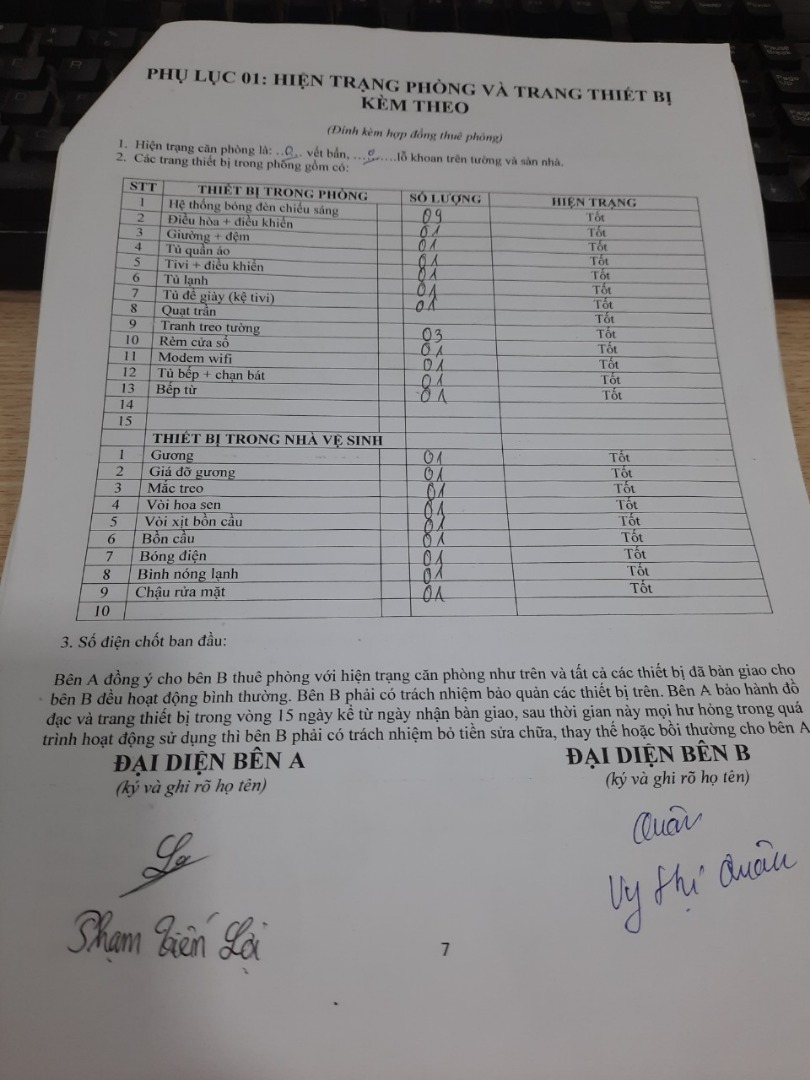 PHỤ LỤC 01: HIỆN TRẠNG PHÒNG VÀ TRANG THIẾT BỊ
KÈM THEO
(Đính kèm hợp đồng thuê phòng)
1. Hiện trạng căn phòng là: ..0... vết bẩn, .....0.....lỗ khoan trên tường và sàn nhà.
2. Các trang thiết bị trong phòng gồm có:
STT THIẾT BỊ TRONG PHÒNG SỐ LƯỢNG HIỆN TRẠNG
1 Hệ thống bóng đèn chiếu sáng 09 Tốt
2 Điều hòa + điều khiển 01 Tốt
3 Giường + đệm 01 Tốt
4 Tủ quần áo 01 Tốt
5 Tivi + điều khiển 01 Tốt
6 Tủ lạnh 01 Tốt
7 Tủ để giày (kệ tivi) 01 Tốt
8 Quạt trần Tốt
9 Tranh treo tường 03 Tốt
10 Rèm cửa sổ 01 Tốt
11 Modem wifi 01 Tốt
12 Tủ bếp + chạn bát 01 Tốt
13 Bếp từ 01 Tốt
14
15
THIẾT BỊ TRONG NHÀ VỆ SINH
1 Gương 01 Tốt
2 Giá đỡ gương 01 Tốt
3 Mắc treo 01 Tốt
4 Vòi hoa sen 01 Tốt
5 Vòi xịt bồn cầu 01 Tốt
6 Bồn cầu 01 Tốt
7 Bóng điện 01 Tốt
8 Bình nóng lạnh 01 Tốt
9 Chậu rửa mặt 01 Tốt
10
3. Số điện chốt ban đầu:
Bên A đồng ý cho bên B thuê phòng với hiện trạng căn phòng như trên và tất cả các thiết bị đã bàn giao cho
bên B đều hoạt động bình thường. Bên B phải có trách nhiệm bảo quản các thiết bị trên. Bên A bảo hành đồ
đạc và trang thiết bị trong vòng 15 ngày kể từ ngày nhận bàn giao, sau thời gian này mọi hư hỏng trong quá
trình hoạt động sử dụng thì bên B phải có trách nhiệm bỏ tiền sửa chữa, thay thế hoặc bồi thường cho bên A
ĐẠI DIỆN BÊN A ĐẠI DIỆN BÊN B
(ký và ghi rõ họ tên) (ký và ghi rõ họ tên)
Quân
Vy Thị Quân
Phạm Tiến Lợi
7